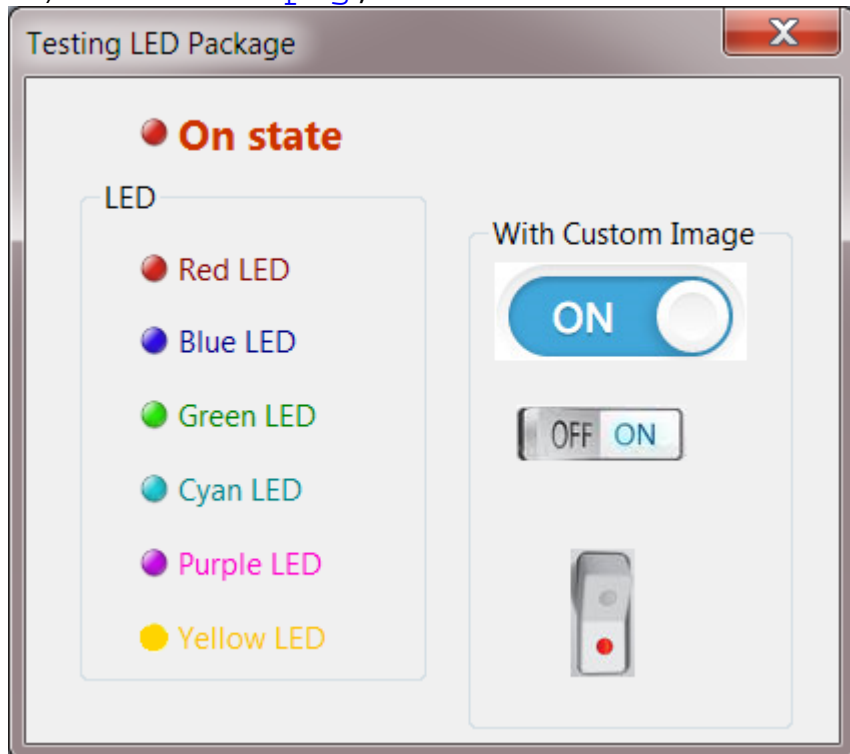 Testing LED Package
On state
LED
Red LED
Blue LED
Green LED
Cyan LED
Purple LED
Yellow LED
With Custom Image
ON
OFF ON